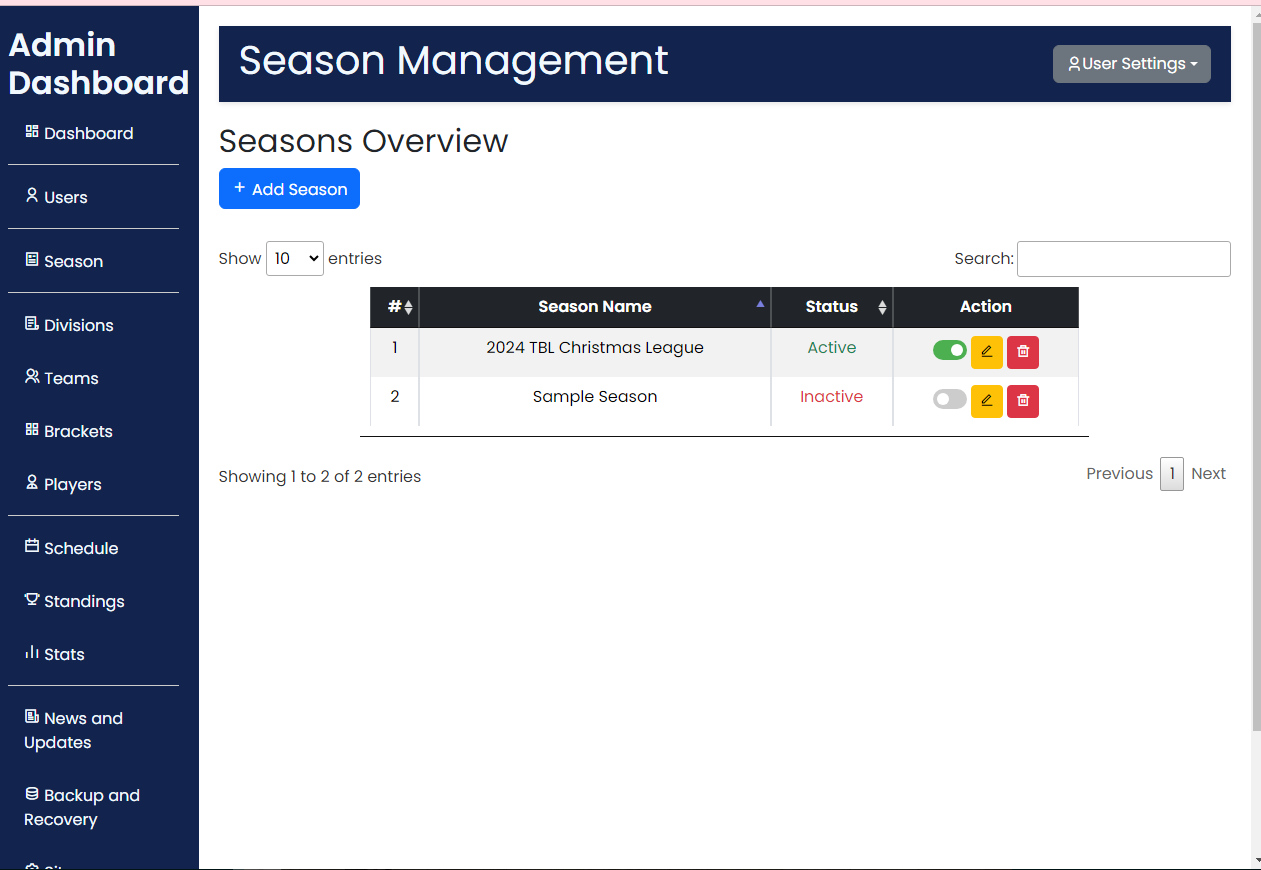 Admin
Dashboard
Dashboard
Users
Season
Divisions
Teams
Brackets
Players
Schedule
Standings
Stats
News and
Updates
Backup and
Recovery
Season Management
User Settings
Seasons Overview
+ Add Season
Show 10 entries
Search:
# Season Name Status Action
1 2024 TBL Christmas League Active
2 Sample Season Inactive
Showing 1 to 2 of 2 entries
Previous 1 Next